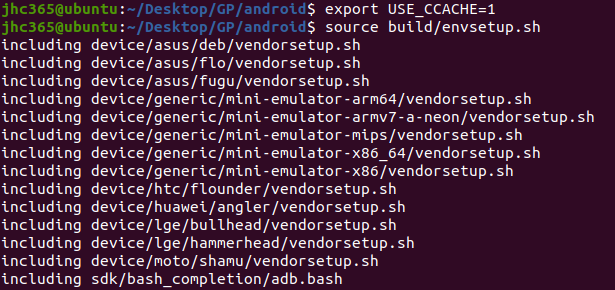 jhc365@ubuntu:~/Desktop/GP/android$ export USE_CCACHE=1
jhc365@ubuntu:~/Desktop/GP/android$ source build/envsetup.sh
including device/asus/deb/vendorsetup.sh
including device/asus/flo/vendorsetup.sh
including device/asus/fugu/vendorsetup.sh
including device/generic/mini-emulator-arm64/vendorsetup.sh
including device/generic/mini-emulator-armv7-a-neon/vendorsetup.sh
including device/generic/mini-emulator-mips/vendorsetup.sh
including device/generic/mini-emulator-x86_64/vendorsetup.sh
including device/generic/mini-emulator-x86/vendorsetup.sh
including device/htc/flounder/vendorsetup.sh
including device/huawei/angler/vendorsetup.sh
including device/lge/bullhead/vendorsetup.sh
including device/lge/hammerhead/vendorsetup.sh
including device/moto/shamu/vendorsetup.sh
including sdk/bash_completion/adb.bash